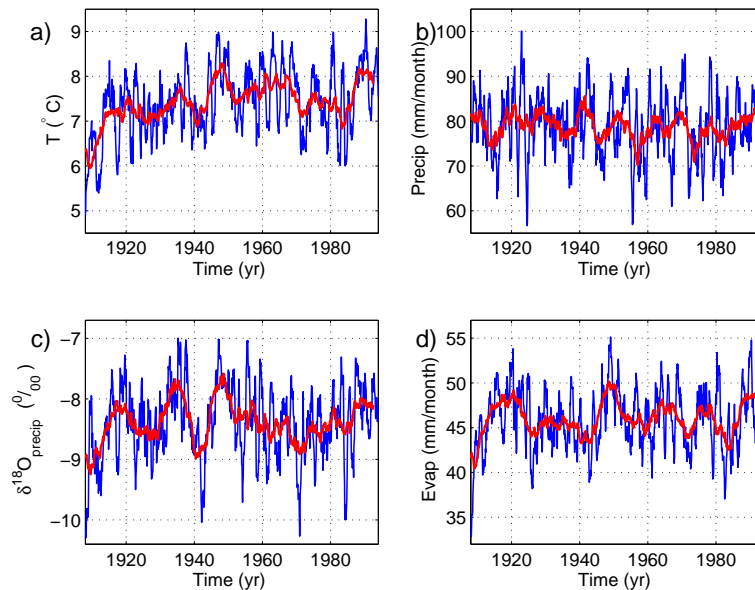 a)
9
8
7
6
5
T (° C)
1920 1940 1960 1980
Time (yr)
b)
100
90
80
70
60
Precip (mm/month)
1920 1940 1960 1980
Time (yr)
c)
−7
−8
−9
−10
δ18Oprecip (0/00)
1920 1940 1960 1980
Time (yr)
d)
55
50
45
40
35
Evap (mm/month)
1920 1940 1960 1980
Time (yr)